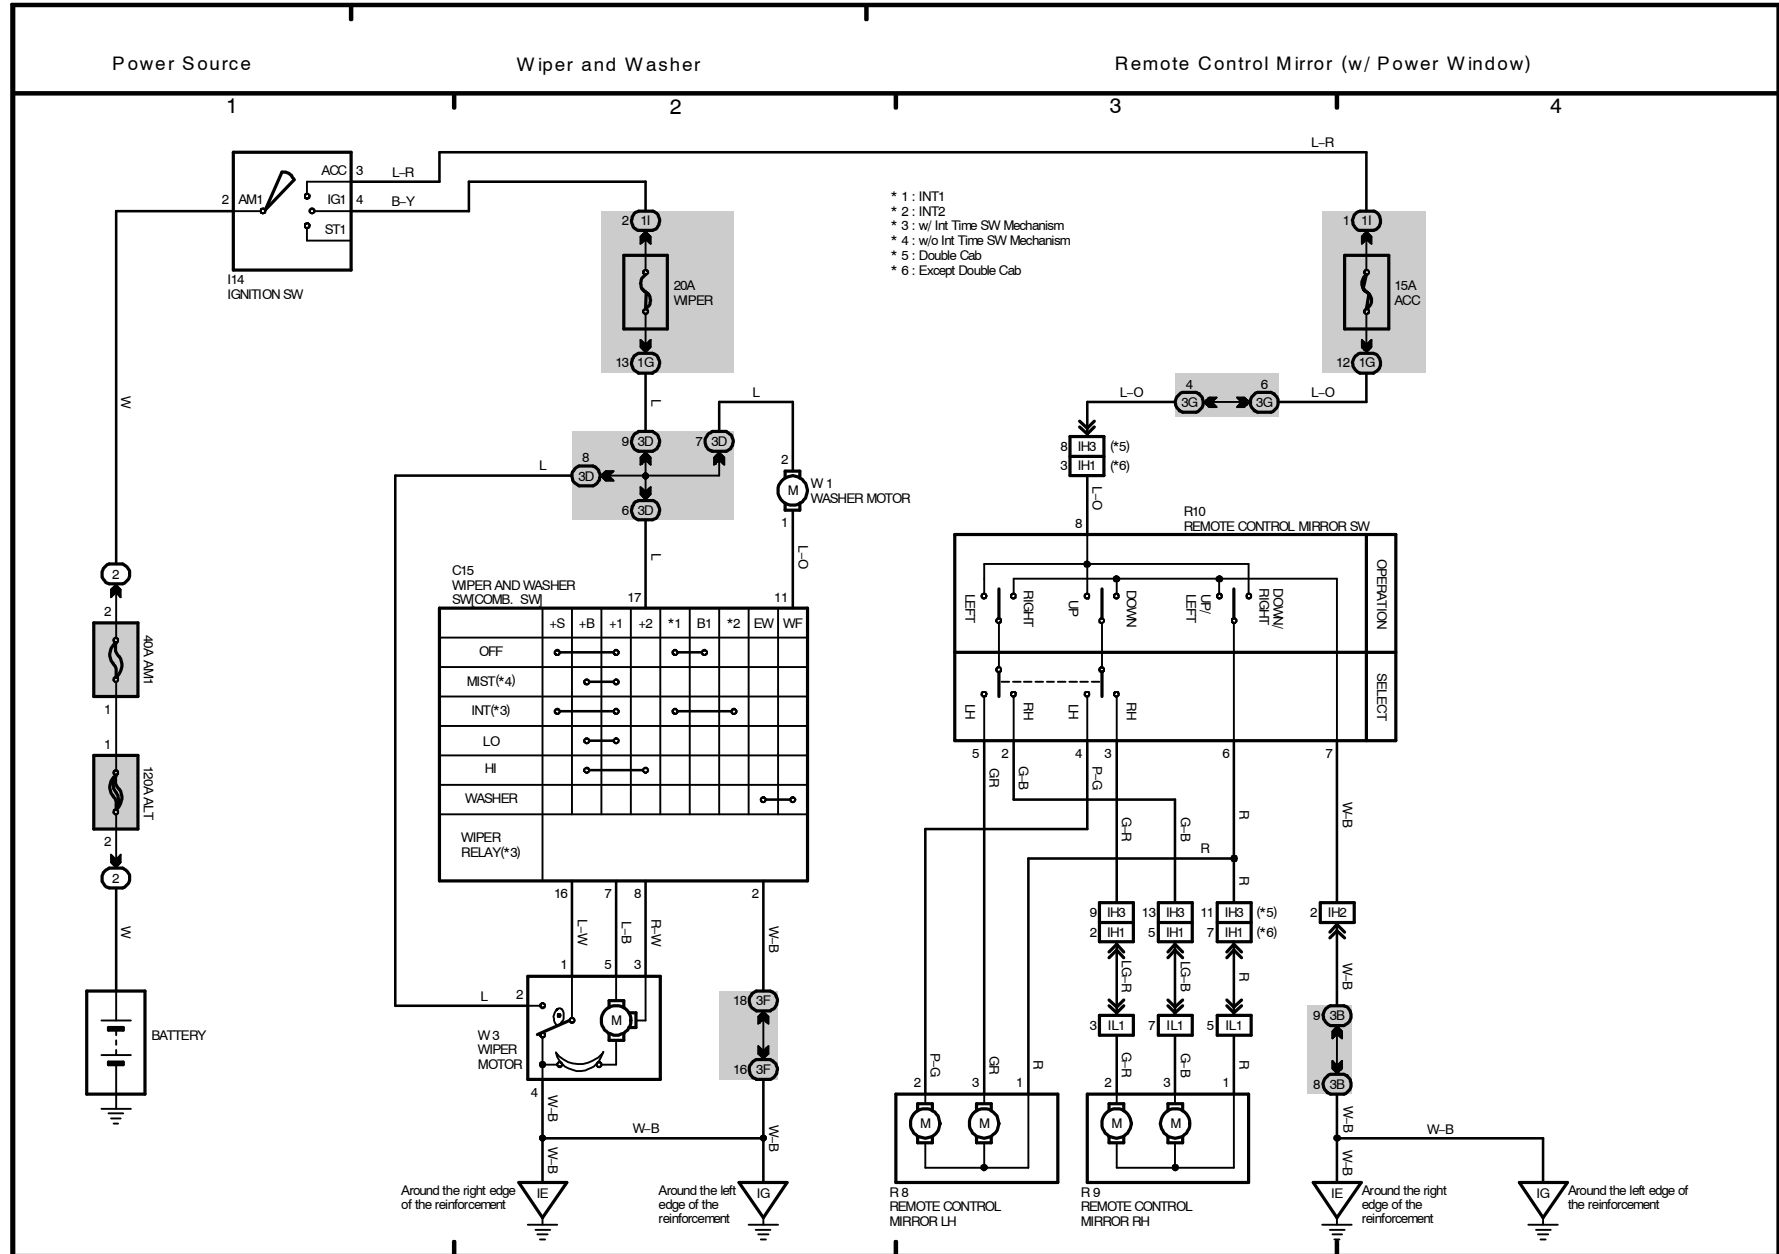 Power Source
Wiper and Washer
Remote Control Mirror (w/ Power Window)
1
2
3
4
AM1
2
ACC 3
IG1 4
ST1
L-R
B-Y
L-R
I14
IGNITION SW
* 1 : INT1
* 2 : INT2
* 3 : w/ Int Time SW Mechanism
* 4 : w/o Int Time SW Mechanism
* 5 : Double Cab
* 6 : Except Double Cab
2 1I
20A
WIPER
13 1G
1 1I
15A
ACC
12 1G
W
L
L
L-O
4
3G
6
3G
L-O
9 3D
7 3D
8
3D
6 3D
L
8 IH3 (*5)
3 IH1 (*6)
L-O
8
2
M
W 1
WASHER MOTOR
1
L-O
L
R10
REMOTE CONTROL MIRROR SW
OPERATION
LEFT
RIGHT
UP
DOWN
UP/
LEFT
DOWN/
RIGHT
SELECT
LH
RH
LH
RH
5 2 4 3 6 7
2
2
40A AM1
1
1
120A ALT
2
2
W
BATTERY
C15
WIPER AND WASHER
SW[COMB. SW]
17
11
+S +B +1 +2 *1 B1 *2 EW WF
OFF
MIST(*4)
INT(*3)
LO
HI
WASHER
WIPER
RELAY(*3)
16 7 8 2
L-W
L-B
R-W
W-B
1 5 3
L 2
M
W 3
WIPER
MOTOR
4
W-B
18 3F
16 3F
W-B
W-B
W-B
IE
IG
Around the right edge
of the reinforcement
Around the left
edge of the
reinforcement
GR
G-B
P-G
G-R
G-B
R
R
R
W-B
9 IH3
2 IH1
13 IH3
5 IH1
11 IH3 (*5)
7 IH1 (*6)
2 IH2
LG-R
LG-B
R
W-B
3 IL1
7 IL1
5 IL1
9 3B
8 3B
P-G
GR
R
G-R
G-B
R
2 3 1
2 3 1
M M
M M
R 8
REMOTE CONTROL
MIRROR LH
R 9
REMOTE CONTROL
MIRROR RH
W-B
W-B
W-B
IE
IG
Around the right
edge of the
reinforcement
Around the left edge of
the reinforcement